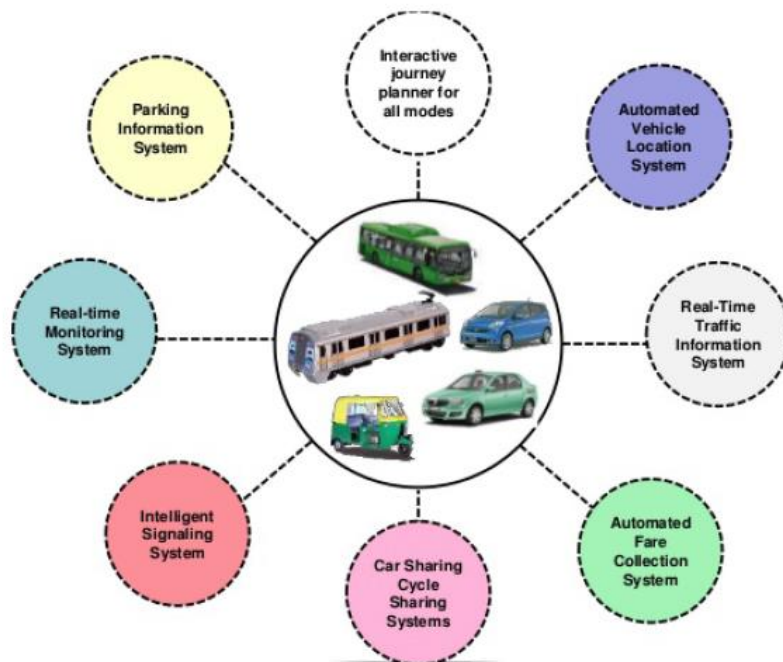 Interactive
journey
planner for
all modes
Parking
Information
System
Automated
Vehicle
Location
System
Real-time
Monitoring
System
Real-Time
Traffic
Information
System
Intelligent
Signaling
System
Car Sharing
Cycle
Sharing
Systems
Automated
Fare
Collection
System